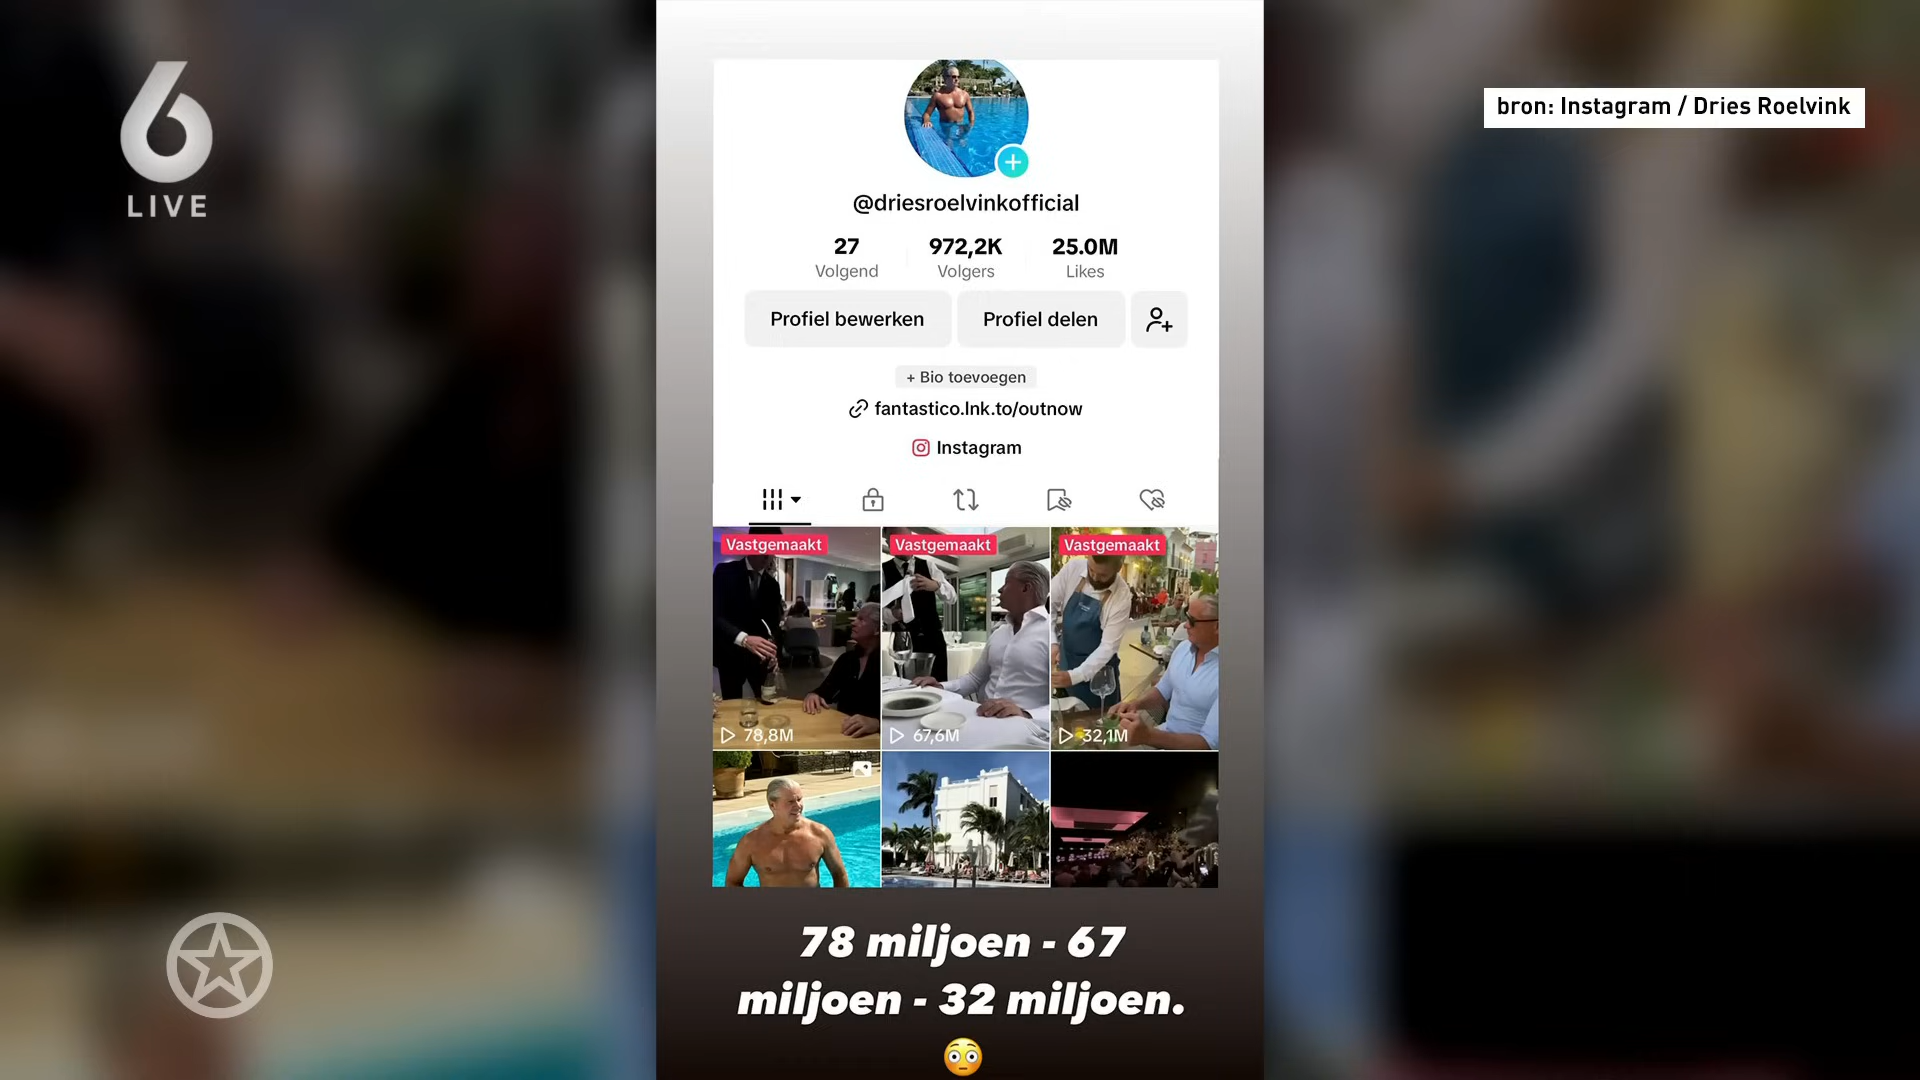 6
LIVE
bron: Instagram / Dries Roelvink
@driesroelvinkofficial
27 972,2K 25.0M
Volgend Volgers Likes
Profiel bewerken Profiel delen
+ Bio toevoegen
fantastico.lnk.to/outnow
Instagram
Vastgemaakt Vastgemaakt Vastgemaakt
78,8M 67,6M 32,1M
78 miljoen - 67
miljoen - 32 miljoen.